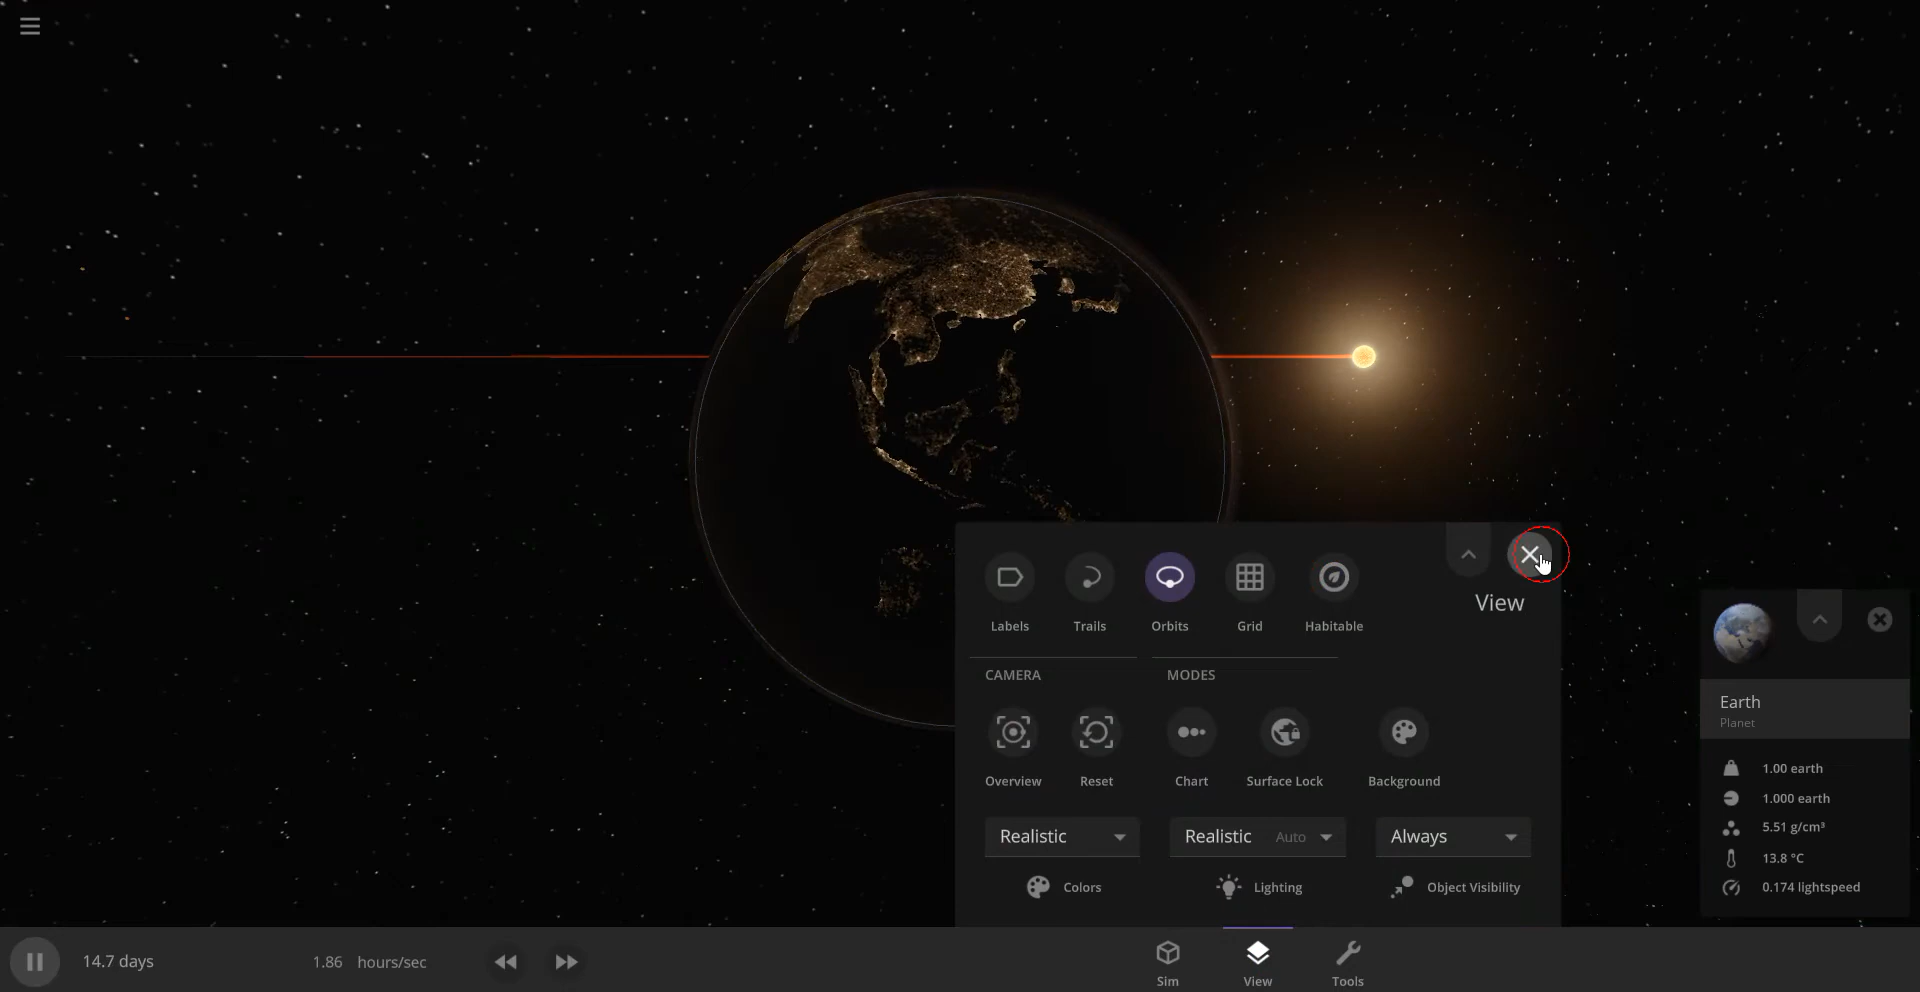 Labels
Trails
Orbits
Grid
Habitable
View
CAMERA
MODES
Overview
Reset
Chart
Surface Lock
Background
Realistic
Realistic Auto
Always
Colors
Lighting
Object Visibility
Earth
Planet
1.00 earth
1.000 earth
5.51 g/cm³
13.8 °C
0.174 lightspeed
14.7 days
1.86 hours/sec
Sim
View
Tools